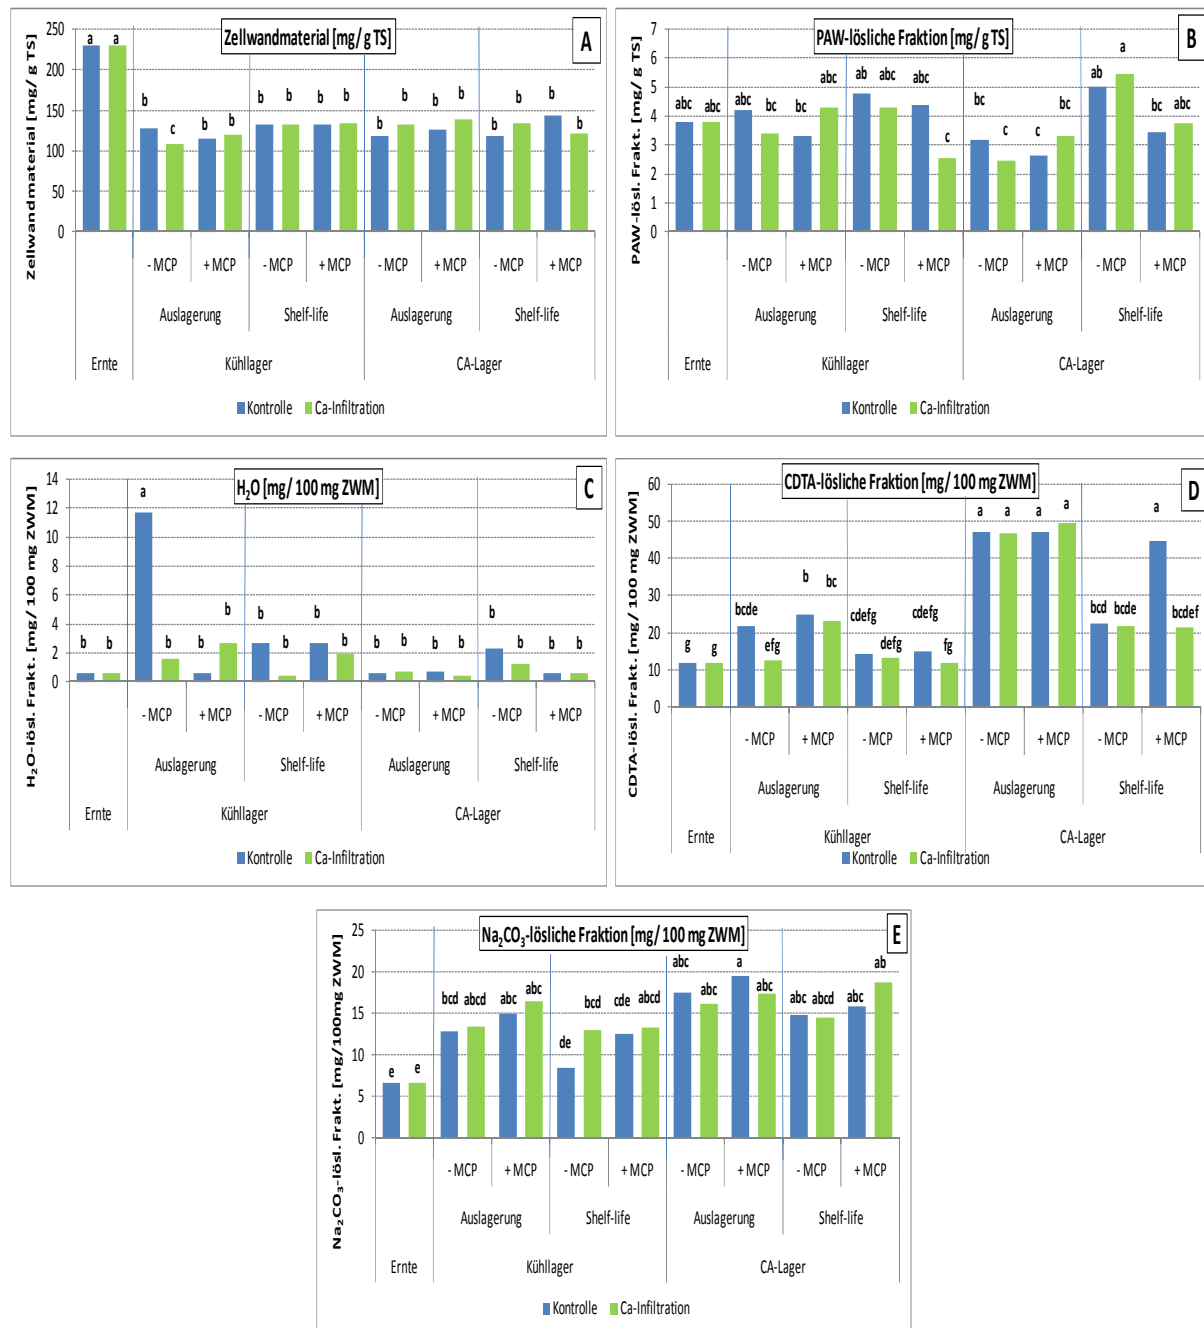 Zellwandmaterial [mg/ g TS]
A
Zellwandmaterial [mg/ g TS]
250
200
150
100
50
0
a a b c b b b b b b b b b b b b b b
- MCP + MCP - MCP + MCP - MCP + MCP - MCP + MCP
Auslagerung Shelf-life Auslagerung Shelf-life
Ernte Kühllager CA-Lager
Kontrolle Ca-Infiltration
PAW-lösliche Fraktion [mg/ g TS]
B
PAW-lösl. Frakt. [mg/ g TS]
7
6
5
4
3
2
1
0
abc abc abc bc bc abc ab abc abc c bc c c bc ab a bc abc
- MCP + MCP - MCP + MCP - MCP + MCP - MCP + MCP
Auslagerung Shelf-life Auslagerung Shelf-life
Ernte Kühllager CA-Lager
Kontrolle Ca-Infiltration
H₂O [mg/ 100 mg ZWM]
C
H₂O-lösl. Frakt. [mg/ 100 mg ZWM]
14
12
10
8
6
4
2
0
b b a b b b b b b b b b b b b b b b
- MCP + MCP - MCP + MCP - MCP + MCP - MCP + MCP
Auslagerung Shelf-life Auslagerung Shelf-life
Ernte Kühllager CA-Lager
Kontrolle Ca-Infiltration
CDTA-lösliche Fraktion [mg/ 100 mg ZWM]
D
CDTA-lösl. Frakt. [mg/ 100 mg ZWM]
60
50
40
30
20
10
0
g g bcde efg b bc cdefg defg cdefg fg a a a a bcd bcde a bcdef
- MCP + MCP - MCP + MCP - MCP + MCP - MCP + MCP
Auslagerung Shelf-life Auslagerung Shelf-life
Ernte Kühllager CA-Lager
Kontrolle Ca-Infiltration
Na₂CO₃-lösliche Fraktion [mg/ 100 mg ZWM]
E
Na₂CO₃-lösl. Frakt. [mg/100mg ZWM]
25
20
15
10
5
0
e e bcd abcd abc abc de bcd cde abcd abc abc a abc abc abcd abc ab
- MCP + MCP - MCP + MCP - MCP + MCP - MCP + MCP
Auslagerung Shelf-life Auslagerung Shelf-life
Ernte Kühllager CA-Lager
Kontrolle Ca-Infiltration